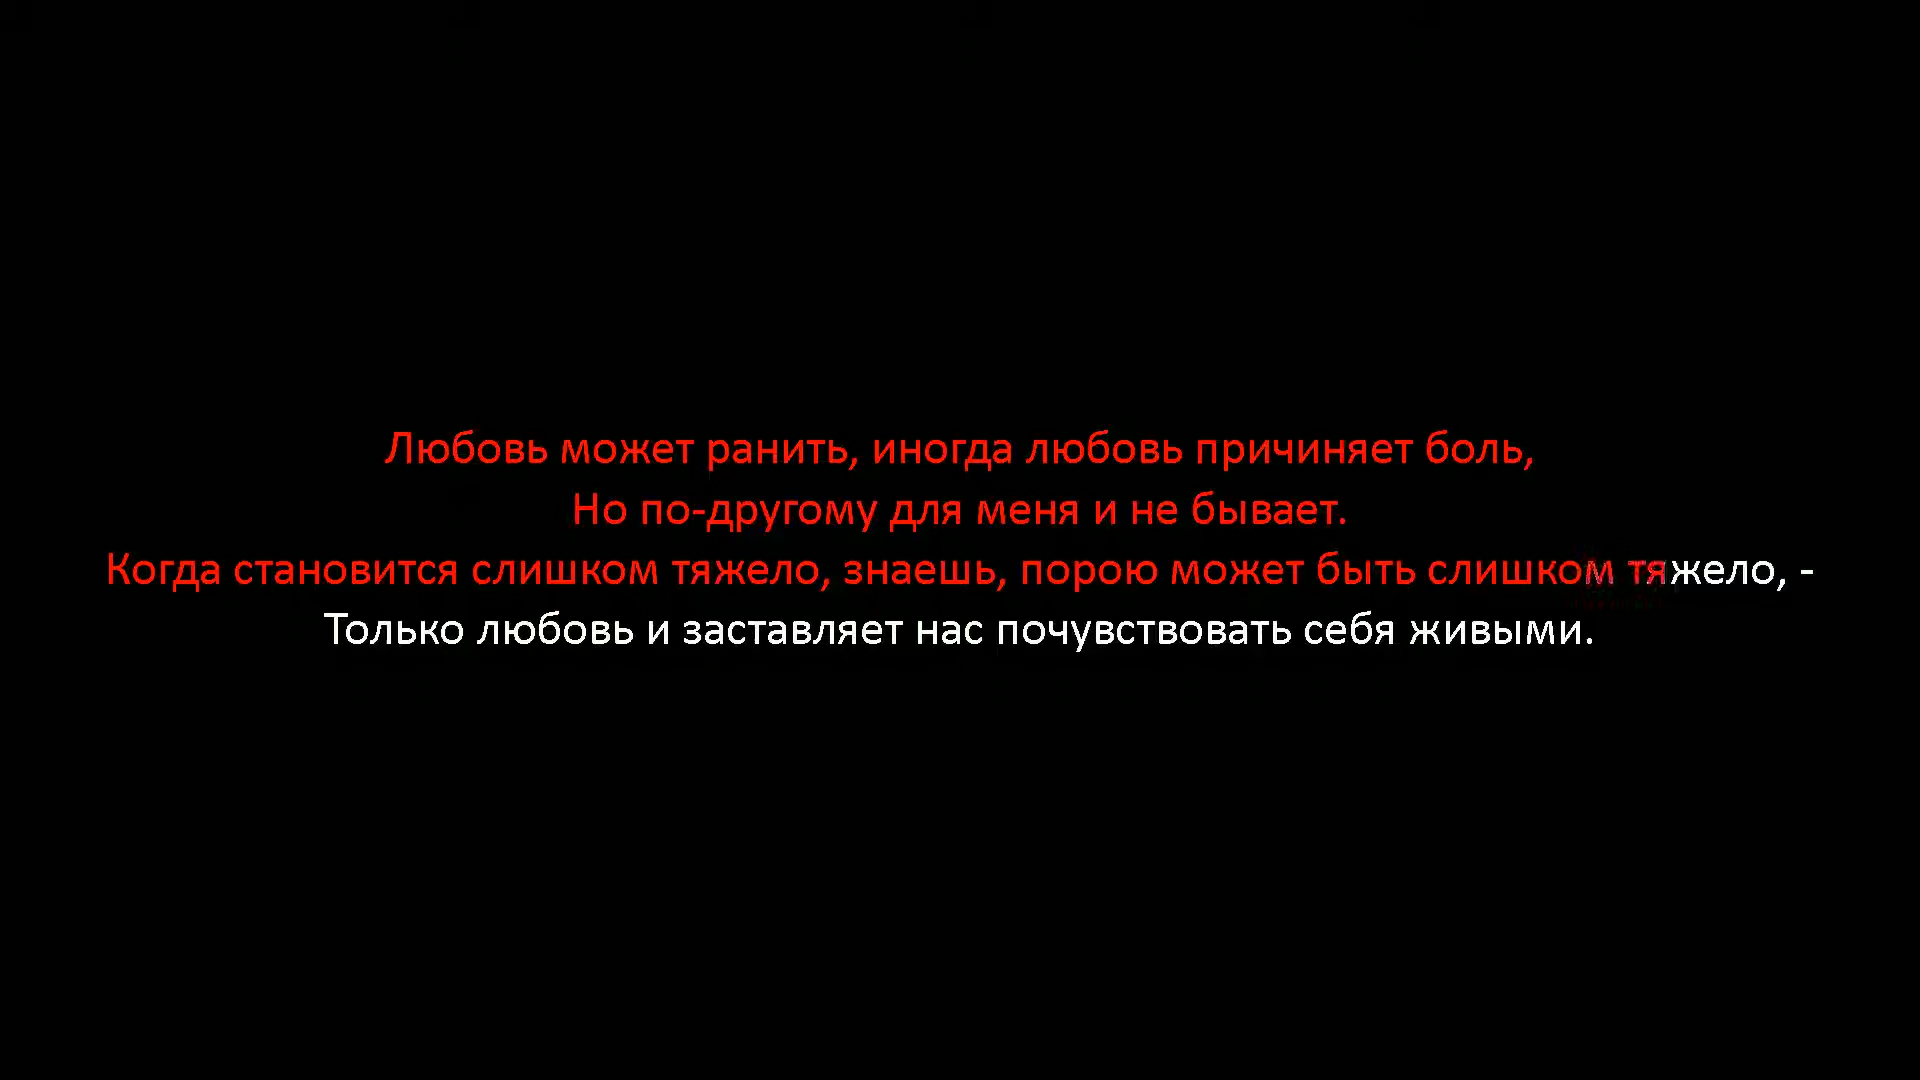 Любовь может ранить, иногда любовь причиняет боль,
Но по-другому для меня и не бывает.
Когда становится слишком тяжело, знаешь, порою может быть слишком тяжело, -
Только любовь и заставляет нас почувствовать себя живыми.